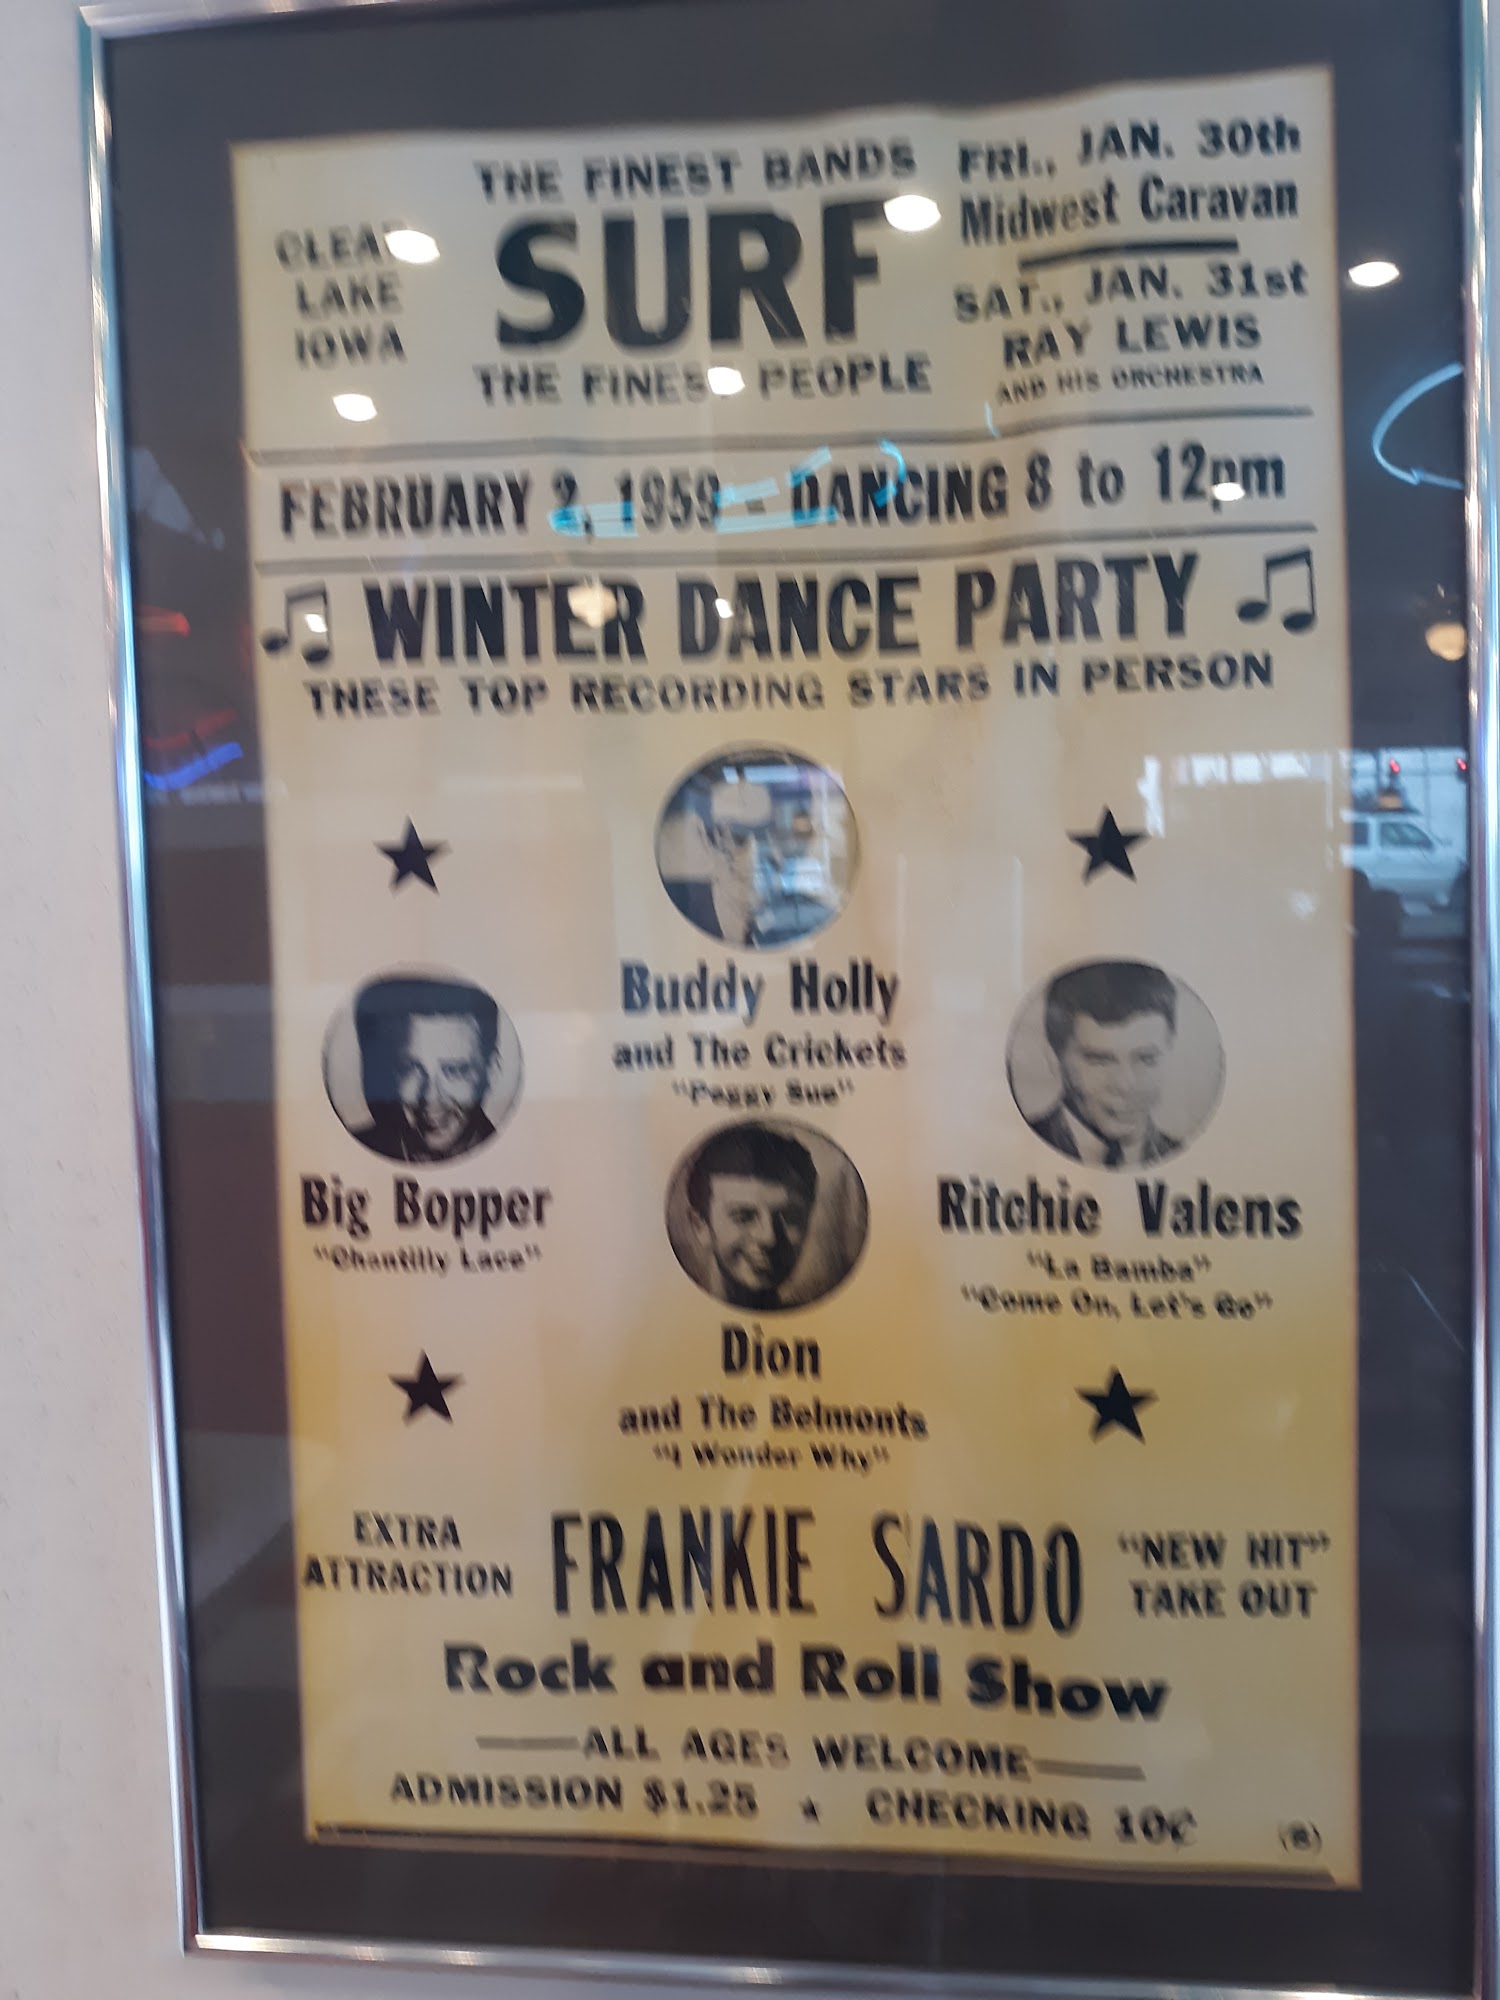 THE FINEST BANDS
CLEAR
LAKE
IOWA
SURF
THE FINEST PEOPLE
FRI., JAN. 30th
Midwest Caravan
SAT., JAN. 31st
RAY LEWIS
AND HIS ORCHESTRA
FEBRUARY 2, 1959 - DANCING 8 to 12pm
WINTER DANCE PARTY
THESE TOP RECORDING STARS IN PERSON
Buddy Holly
and The Crickets
"Peggy Sue"
Big Bopper
"Chantilly Lace"
Ritchie Valens
"La Bamba"
"Come On, Let's Go"
Dion
and The Belmonts
"I Wonder Why"
EXTRA
ATTRACTION
FRANKIE SARDO
"NEW HIT"
TAKE OUT
Rock and Roll Show
ALL AGES WELCOME
ADMISSION $1.25 ★ CHECKING 10¢